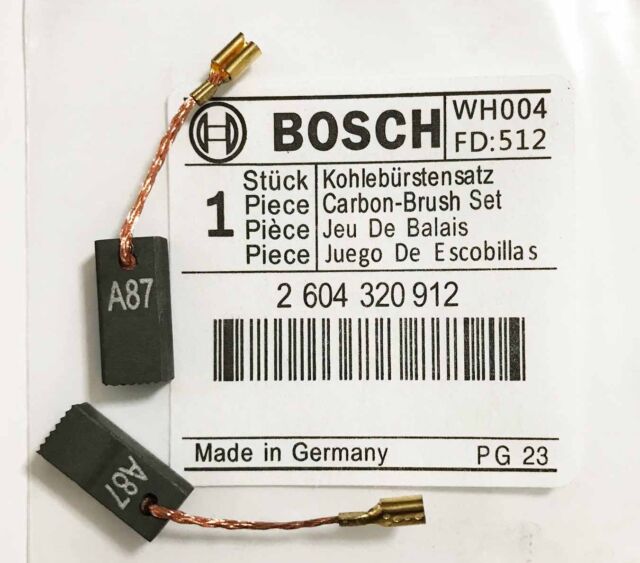 BOSCH
WH004
FD:512
1
Stück Kohlebürstensatz
Piece Carbon-Brush Set
Pièce Jeu De Balais
Piece Juego De Escobillas
2 604 320 912
Made in Germany PG 23
A87
A87